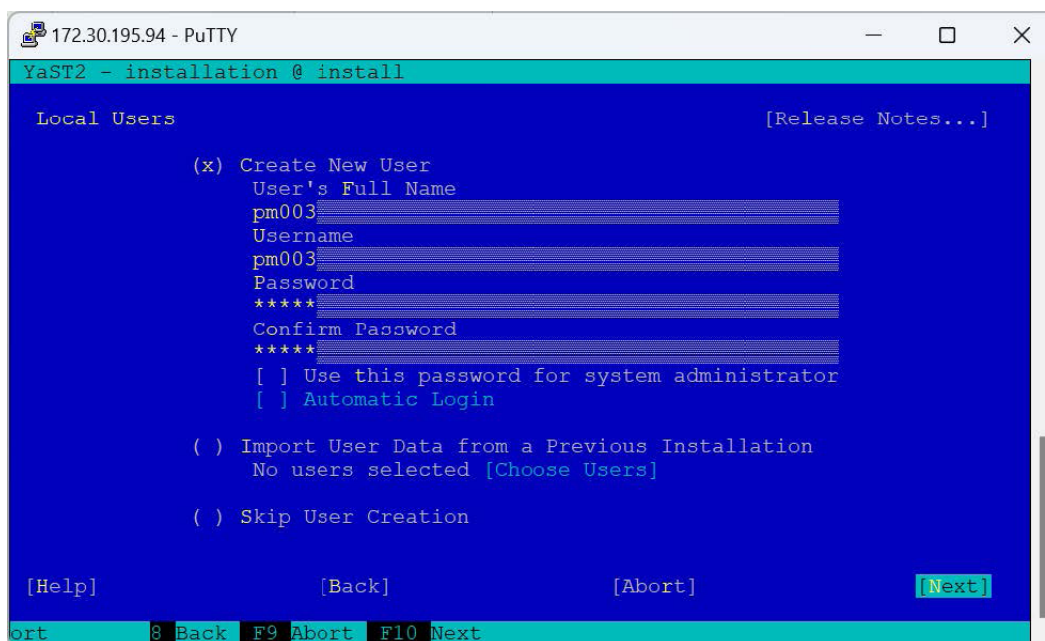 172.30.195.94 - PuTTY
YaST2 - installation @ install
Local Users [Release Notes...]
(x) Create New User
User's Full Name
pm003
Username
pm003
Password
*****
Confirm Password
*****
[ ] Use this password for system administrator
[ ] Automatic Login
( ) Import User Data from a Previous Installation
No users selected [Choose Users]
( ) Skip User Creation
[Help] [Back] [Abort] [Next]
ort 8 Back F9 Abort F10 Next